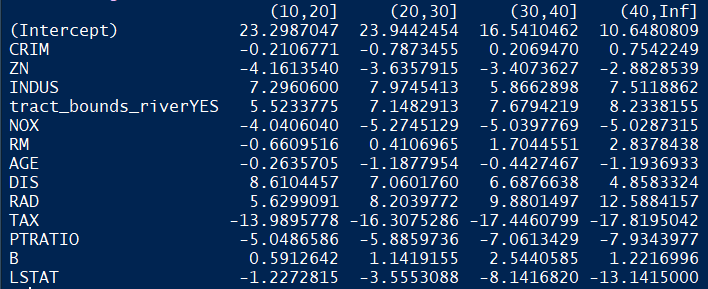 (10,20] (20,30] (30,40] (40,Inf]
(Intercept) 23.2987047 23.9442454 16.5410462 10.6480809
CRIM -0.2106771 -0.7873455 0.2069470 0.7542249
ZN -4.1613540 -3.6357915 -3.4073627 -2.8828539
INDUS 7.2960600 7.9745413 5.8662898 7.5118862
tract_bounds_riverYES 5.5233775 7.1482913 7.6794219 8.2338155
NOX -4.0406040 -5.2745129 -5.0397769 -5.0287315
RM -0.6609516 0.4106965 1.7044551 2.8378438
AGE -0.2635705 -1.1877954 -0.4427467 -1.1936933
DIS 8.6104457 7.0601760 6.6876638 4.8583324
RAD 5.6299091 8.2039772 9.8801497 12.5884157
TAX -13.9895778 -16.3075286 -17.4460799 -17.8195042
PTRATIO -5.0486586 -5.8859736 -7.0613429 -7.9343977
B 0.5912642 1.1419155 2.5440585 1.2216996
LSTAT -1.2272815 -3.5553088 -8.1416820 -13.1415000